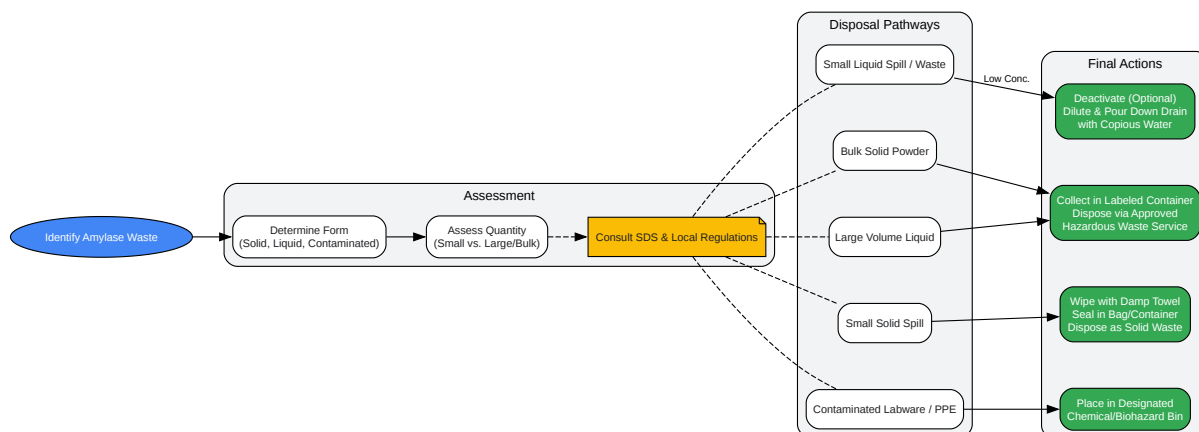 Identify Amylase Waste
Assessment
Determine Form
(Solid, Liquid, Contaminated)
Assess Quantity
(Small vs. Large/Bulk)
Consult SDS & Local Regulations
Disposal Pathways
Small Liquid Spill / Waste
Bulk Solid Powder
Large Volume Liquid
Small Solid Spill
Contaminated Labware / PPE
Low Conc.
Final Actions
Deactivate (Optional)
Dilute & Pour Down Drain
with Copious Water
Collect in Labeled Container
Dispose via Approved
Hazardous Waste Service
Wipe with Damp Towel
Seal in Bag/Container
Dispose as Solid Waste
Place in Designated
Chemical/Biohazard Bin